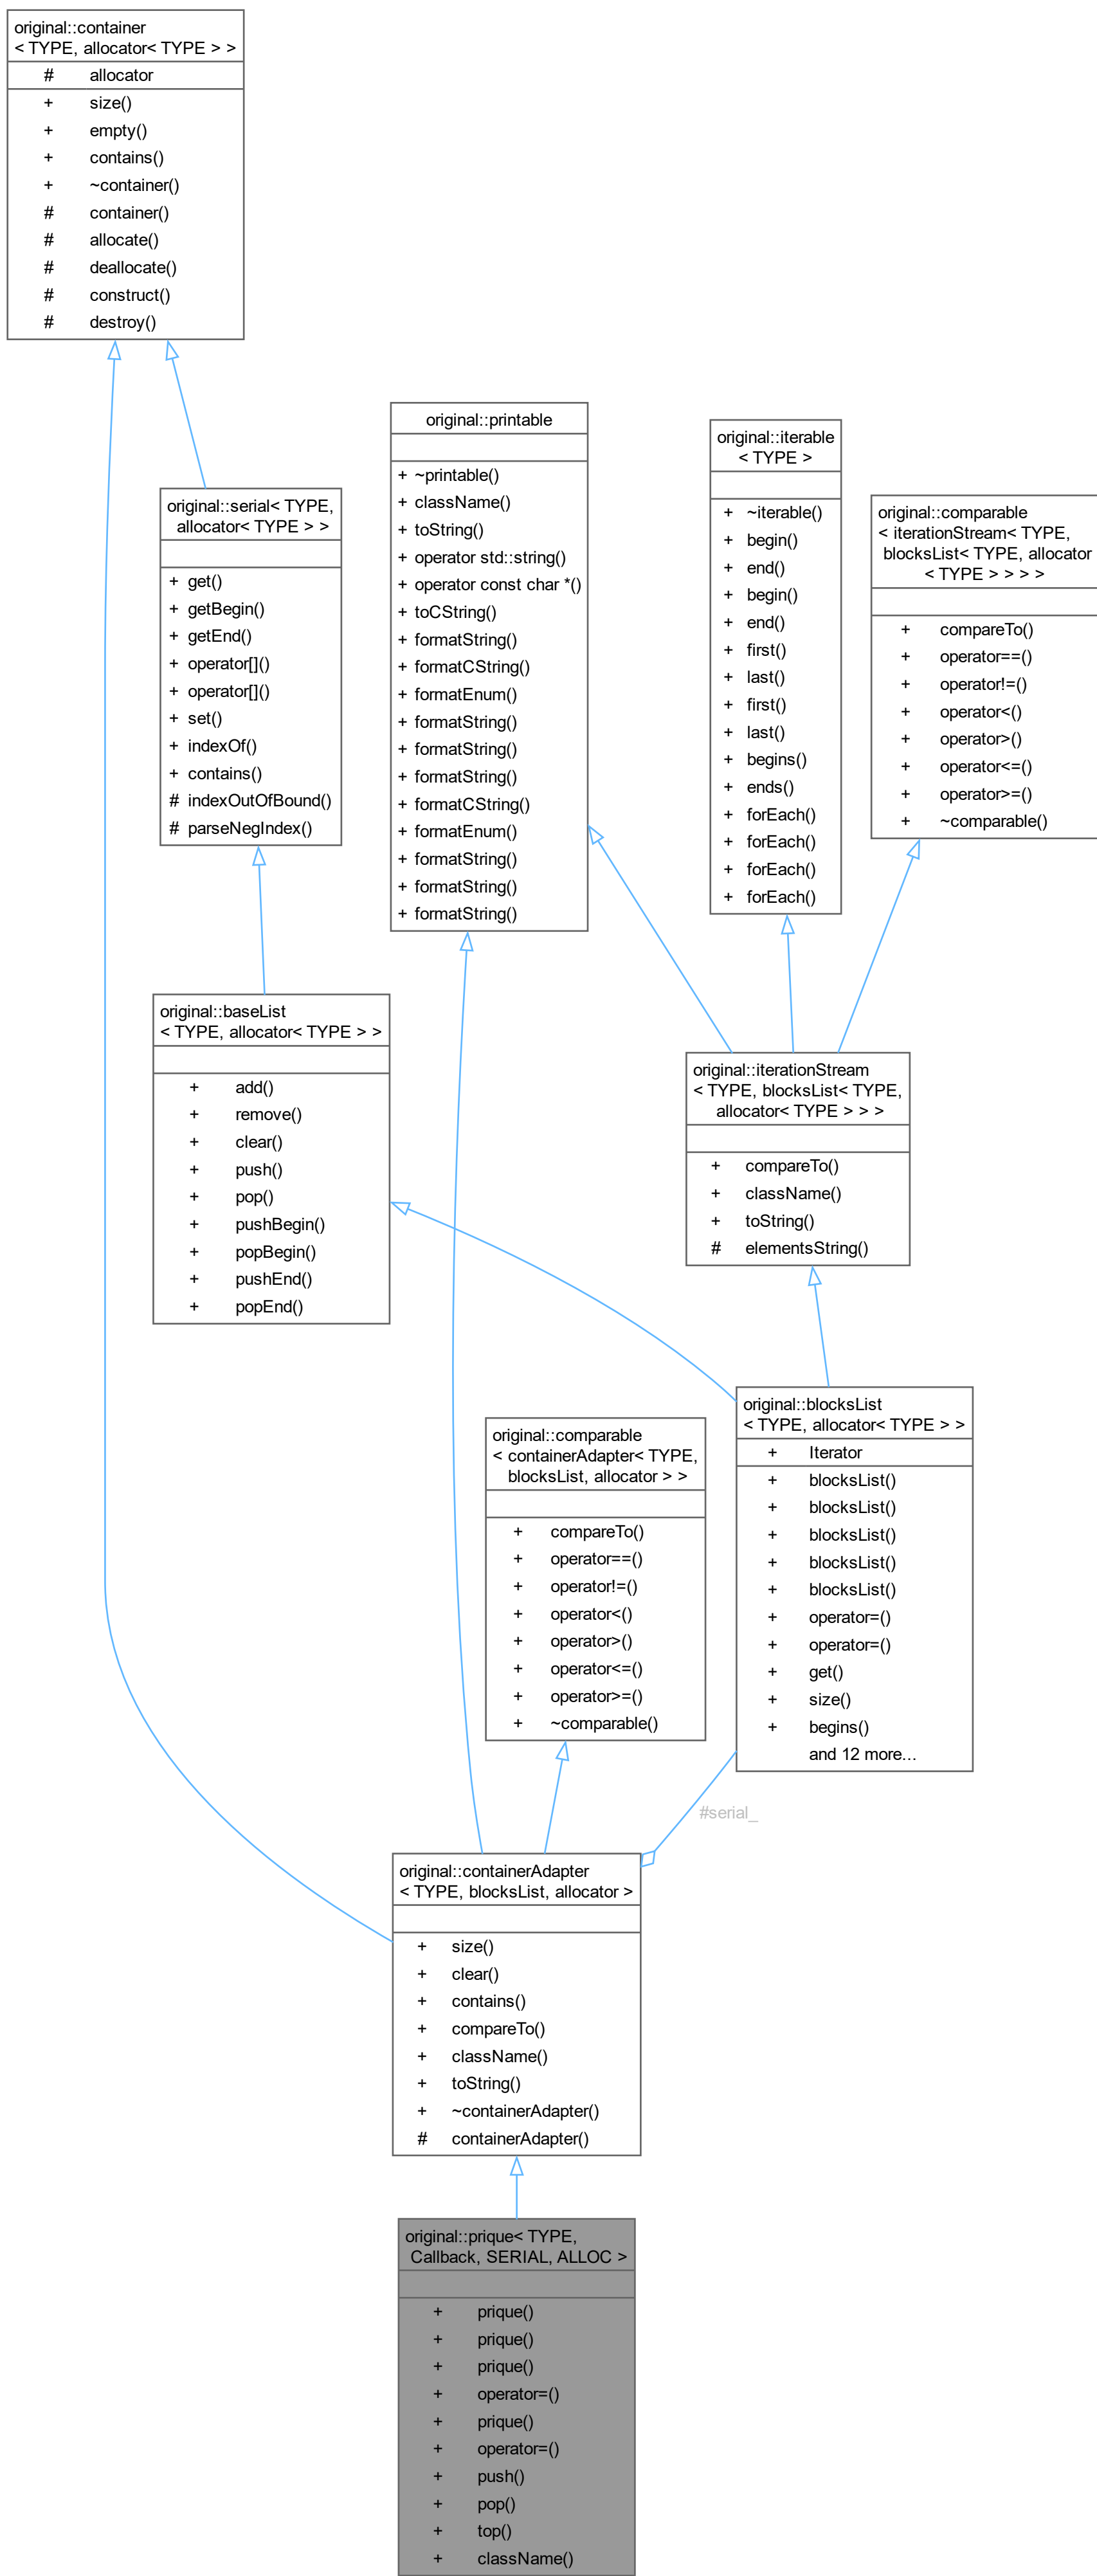 original::container
< TYPE, allocator< TYPE > >
# allocator
+ size()
+ empty()
+ contains()
+ ~container()
# container()
# allocate()
# deallocate()
# construct()
# destroy()
original::serial< TYPE,
allocator< TYPE > >
+ get()
+ getBegin()
+ getEnd()
+ operator[]()
+ operator[]()
+ set()
+ indexOf()
+ contains()
# indexOutOfBound()
# parseNegIndex()
original::printable
+ ~printable()
+ className()
+ toString()
+ operator std::string()
+ operator const char *()
+ toCString()
+ formatString()
+ formatCString()
+ formatEnum()
+ formatString()
+ formatString()
+ formatString()
+ formatCString()
+ formatEnum()
+ formatString()
+ formatString()
+ formatString()
original::iterable
< TYPE >
+ ~iterable()
+ begin()
+ end()
+ begin()
+ end()
+ first()
+ last()
+ first()
+ last()
+ begins()
+ ends()
+ forEach()
+ forEach()
+ forEach()
+ forEach()
original::comparable
< iterationStream< TYPE,
blocksList< TYPE, allocator
< TYPE > > > >
+ compareTo()
+ operator==()
+ operator!=()
+ operator<()
+ operator>()
+ operator<=()
+ operator>=()
+ ~comparable()
original::baseList
< TYPE, allocator< TYPE > >
+ add()
+ remove()
+ clear()
+ push()
+ pop()
+ pushBegin()
+ popBegin()
+ pushEnd()
+ popEnd()
original::iterationStream
< TYPE, blocksList< TYPE,
allocator< TYPE > > >
+ compareTo()
+ className()
+ toString()
# elementsString()
original::blocksList
< TYPE, allocator< TYPE > >
+ Iterator
+ blocksList()
+ blocksList()
+ blocksList()
+ blocksList()
+ blocksList()
+ operator=()
+ operator=()
+ get()
+ size()
+ begins()
and 12 more...
original::comparable
< containerAdapter< TYPE,
blocksList, allocator > >
+ compareTo()
+ operator==()
+ operator!=()
+ operator<()
+ operator>()
+ operator<=()
+ operator>=()
+ ~comparable()
#serial_
original::containerAdapter
< TYPE, blocksList, allocator >
+ size()
+ clear()
+ contains()
+ compareTo()
+ className()
+ toString()
+ ~containerAdapter()
# containerAdapter()
original::prique< TYPE,
Callback, SERIAL, ALLOC >
+ prique()
+ prique()
+ prique()
+ operator=()
+ prique()
+ operator=()
+ push()
+ pop()
+ top()
+ className()